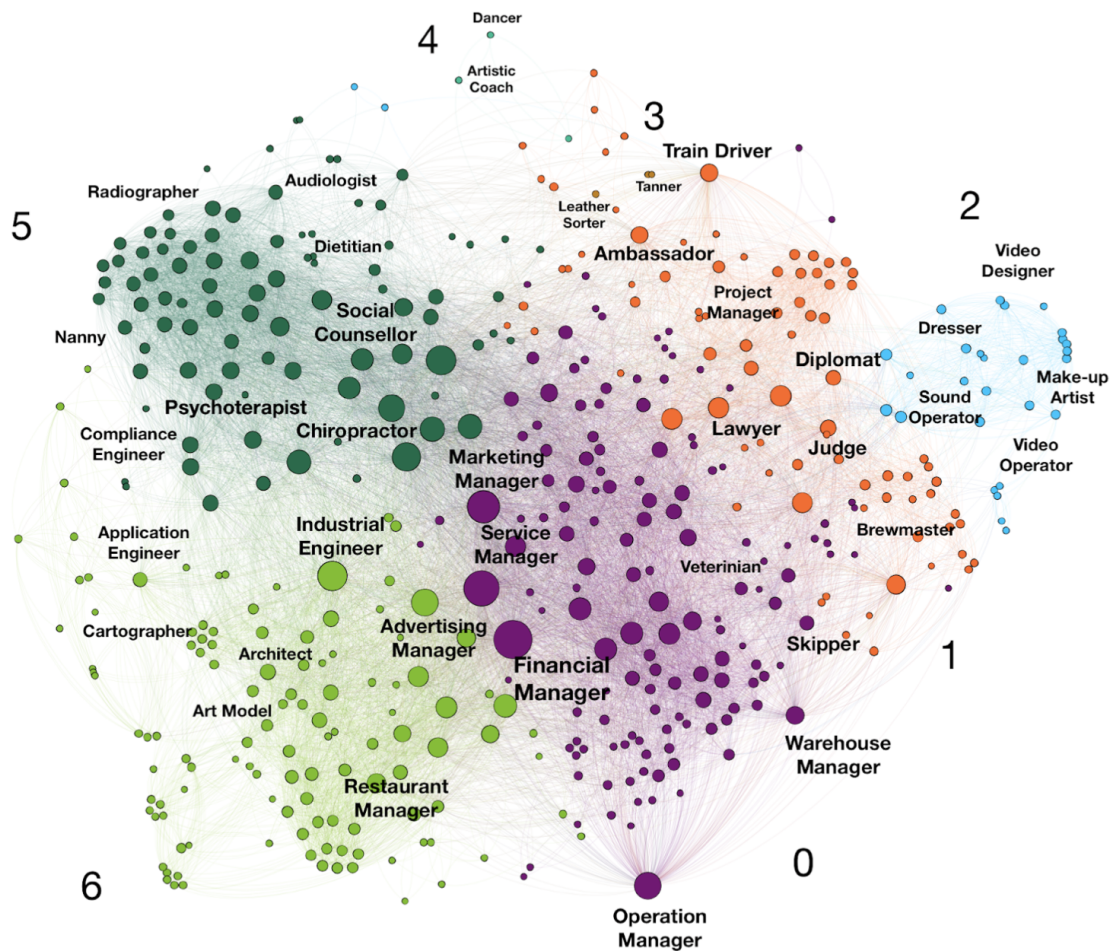 Dancer
4
Artistic
Coach
3
Train Driver
Radiographer
Audiologist
Tanner
Leather
Sorter
2
5
Dietitian
Ambassador
Video
Designer
Project
Manager
Social
Counsellor
Dresser
Nanny
Diplomat
Make-up
Artist
Sound
Operator
Psychoterapist
Chiropractor
Lawyer
Compliance
Engineer
Judge
Marketing
Manager
Video
Operator
Application
Engineer
Industrial
Engineer
Service
Manager
Brewmaster
Veterinian
Cartographer
Advertising
Manager
Skipper
1
Architect
Financial
Manager
Art Model
Warehouse
Manager
Restaurant
Manager
0
6
Operation
Manager